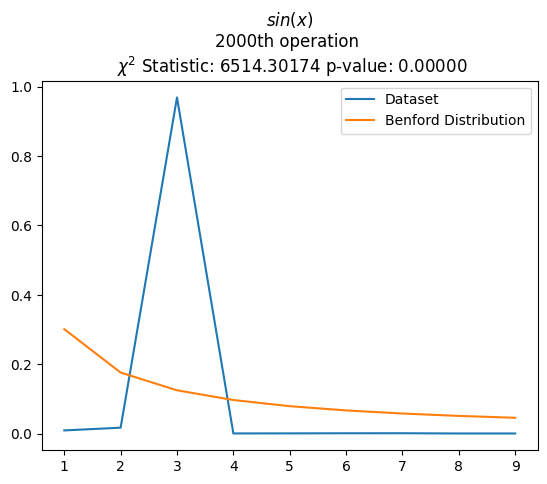 sin(x)
2000th operation
χ² Statistic: 6514.30174 p-value: 0.00000
Dataset
Benford Distribution
1.0
0.8
0.6
0.4
0.2
0.0
1 2 3 4 5 6 7 8 9